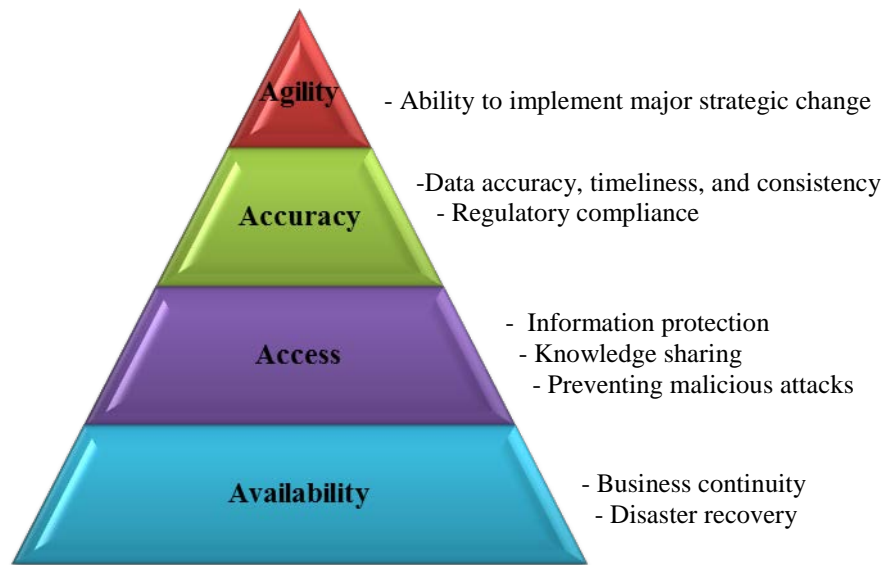 Agility
- Ability to implement major strategic change
-Data accuracy, timeliness, and consistency
Accuracy
- Regulatory compliance
- Information protection
Access
- Knowledge sharing
- Preventing malicious attacks
Availability
- Business continuity
- Disaster recovery